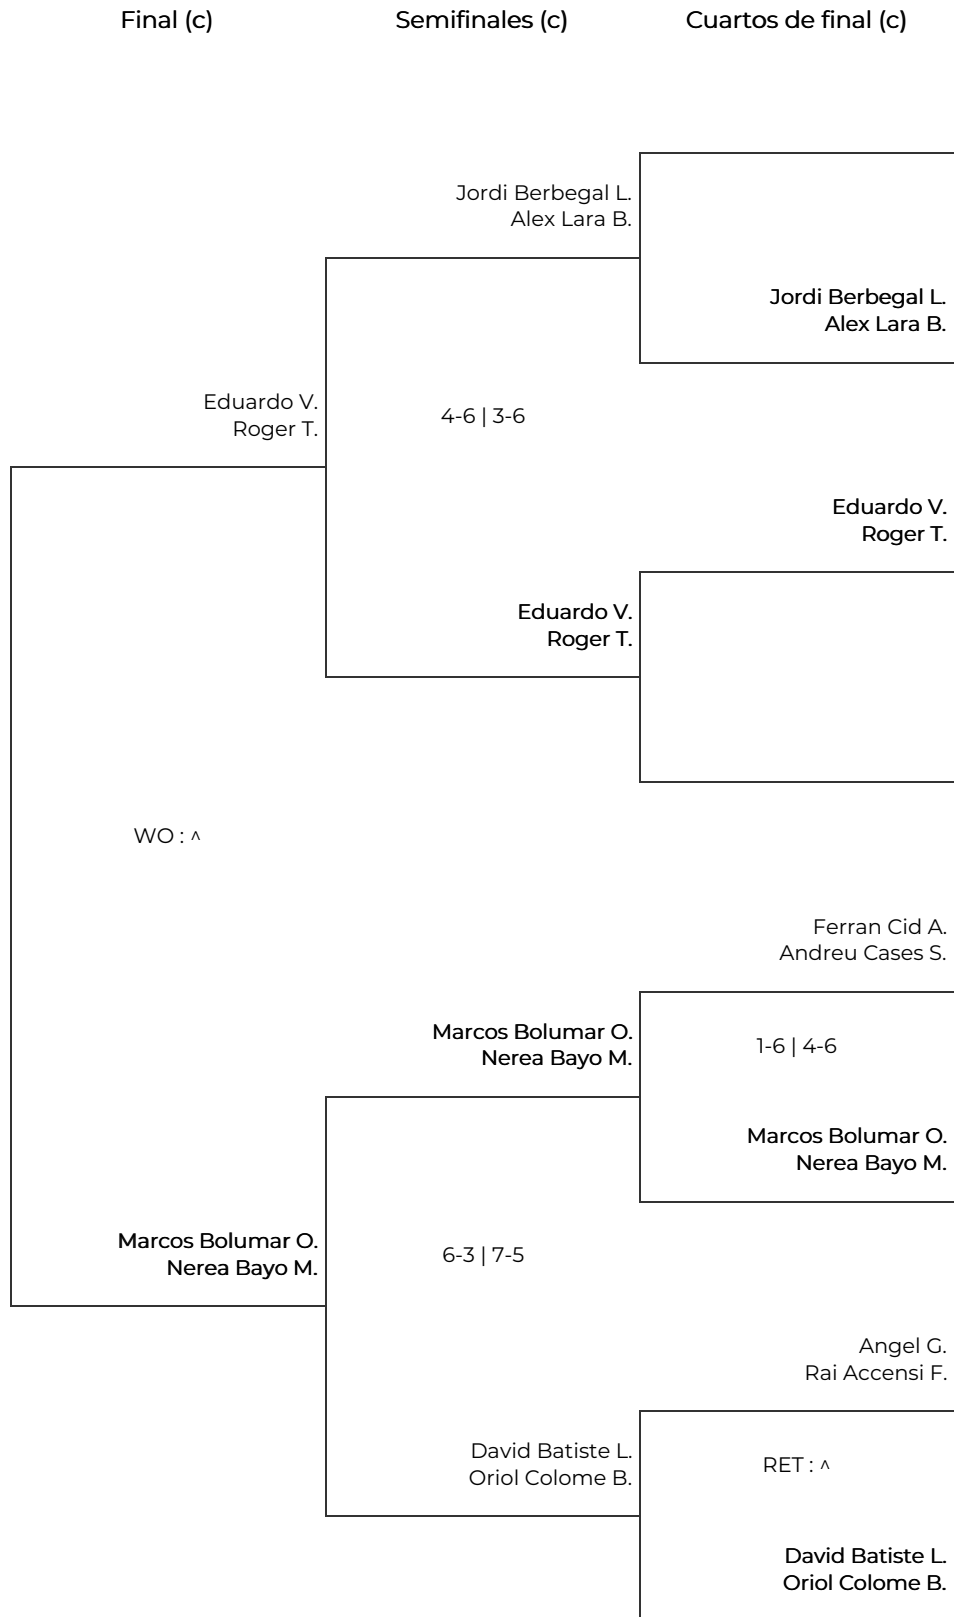 Final (c)
Semifinales (c)
Cuartos de final (c)
Jordi Berbegal L.
Alex Lara B.
Jordi Berbegal L.
Alex Lara B.
Eduardo V.
Roger T.
4-6 | 3-6
Eduardo V.
Roger T.
Eduardo V.
Roger T.
WO : ^
Ferran Cid A.
Andreu Cases S.
Marcos Bolumar O.
Nerea Bayo M.
1-6 | 4-6
Marcos Bolumar O.
Nerea Bayo M.
Marcos Bolumar O.
Nerea Bayo M.
6-3 | 7-5
Angel G.
Rai Accensi F.
David Batiste L.
Oriol Colome B.
RET : ^
David Batiste L.
Oriol Colome B.